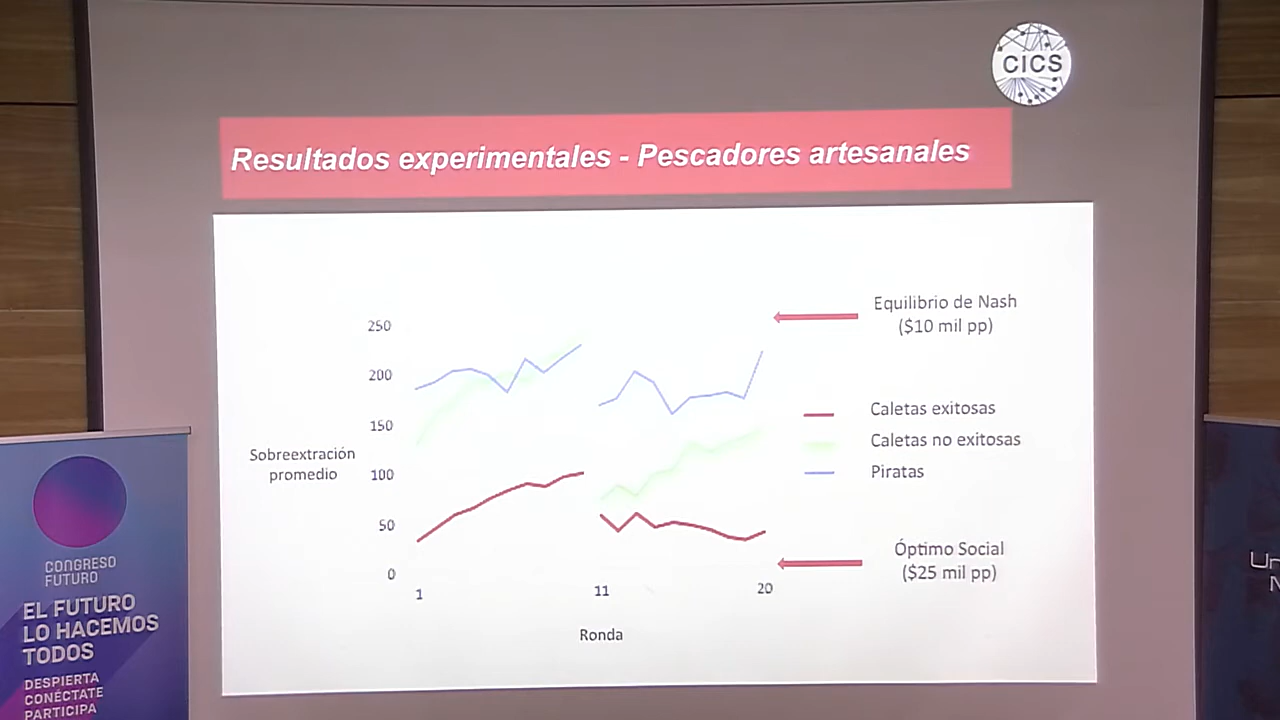 CICS
Resultados experimentales - Pescadores artesanales
250
200
150
100
50
0
Sobreextracción
promedio
1
11
20
Ronda
Equilibrio de Nash
($10 mil pp)
Caletas exitosas
Caletas no exitosas
Piratas
Óptimo Social
($25 mil pp)
CONGRESO
FUTURO
EL FUTURO
LO HACEMOS
TODOS
DESPIERTA
CONÉCTATE
PARTICIPA